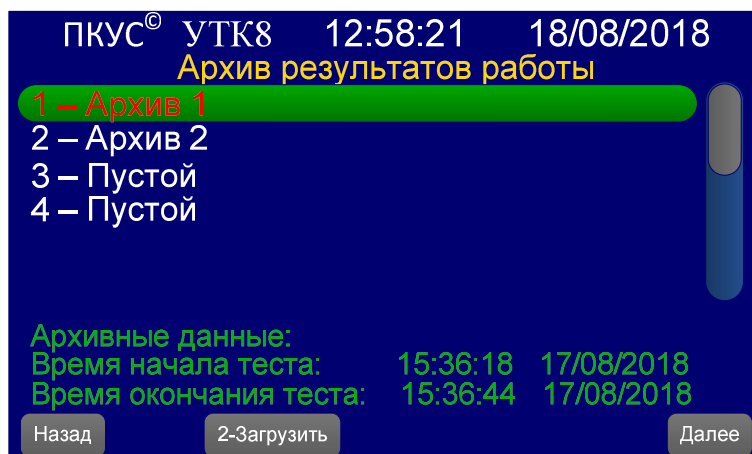 ПКУС© УТК8 12:58:21 18/08/2018
Архив результатов работы
1 – Архив 1
2 – Архив 2
3 – Пустой
4 – Пустой
Архивные данные:
Время начала теста: 15:36:18 17/08/2018
Время окончания теста: 15:36:44 17/08/2018
Назад 2-Загрузить Далее